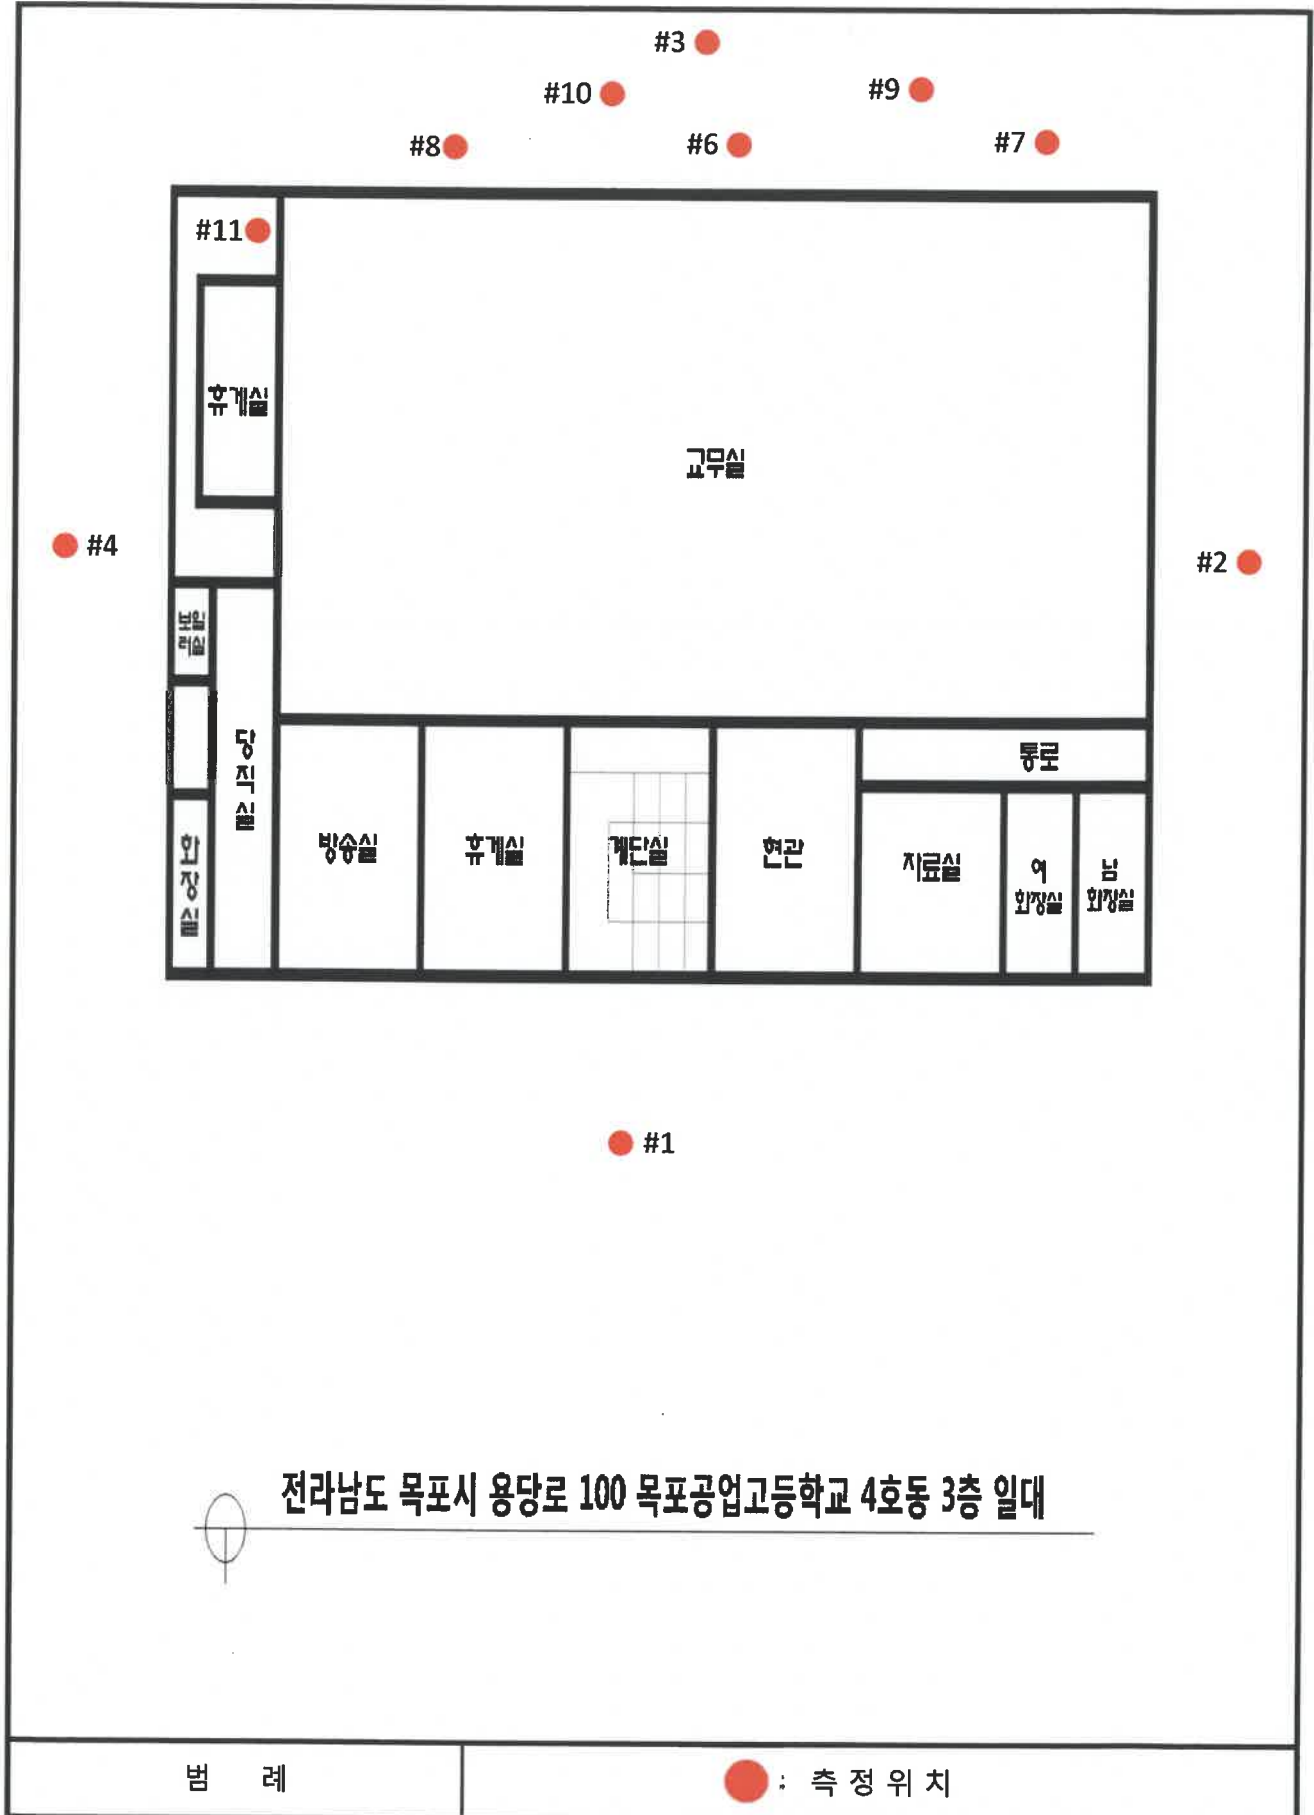 #3
#10
#9
#8
#6
#7
#11
휴게실
교무실
#4
#2
당직실
통로
방송실
휴게실
계단실
현관
자료실
여
화장실
남
화장실
화장실
#1
전라남도 목포시 용당로 100 목포공업고등학교 4호동 3층 일대
범 례
: 측정위치